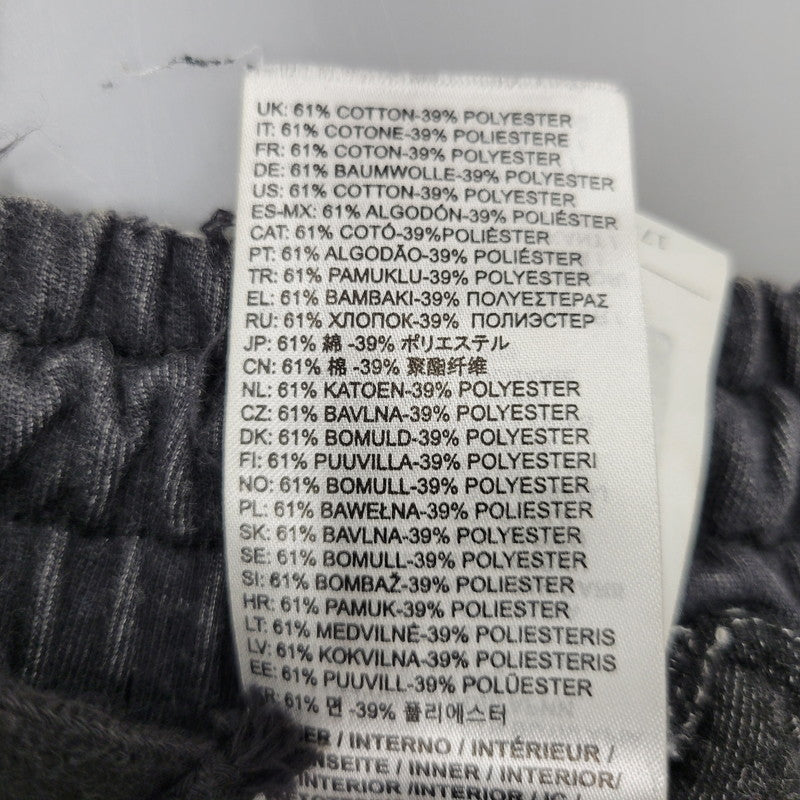 UK: 61% COTTON-39% POLYESTER
IT: 61% COTONE-39% POLIESTERE
FR: 61% COTON-39% POLYESTER
DE: 61% BAUMWOLLE-39% POLYESTER
US: 61% COTTON-39% POLYESTER
ES-MX: 61% ALGODÓN-39% POLIÉSTER
CAT: 61% COTÓ-39%POLIÈSTER
PT: 61% ALGODÃO-39% POLIÉSTER
TR: 61% PAMUKLU-39% POLYESTER
EL: 61% BAMBAKI-39% ΠΟΛΥΕΣΤΕΡΑΣ
RU: 61% ХЛОПОК-39% ПОЛИЭСТЕР
JP: 61% 綿 -39% ポリエステル
CN: 61% 棉 -39% 聚酯纤维
NL: 61% KATOEN-39% POLYESTER
CZ: 61% BAVLNA-39% POLYESTER
DK: 61% BOMULD-39% POLYESTER
FI: 61% PUUVILLA-39% POLYESTERI
NO: 61% BOMULL-39% POLYESTER
PL: 61% BAWEŁNA-39% POLIESTER
SK: 61% BAVLNA-39% POLYESTER
SE: 61% BOMULL-39% POLYESTER
SI: 61% BOMBAŽ-39% POLIESTER
HR: 61% PAMUK-39% POLIESTER
LT: 61% MEDVILNĖ-39% POLIESTERIS
LV: 61% KOKVILNA-39% POLIESTERIS
EE: 61% PUUVILL-39% POLÜESTER
61% 면 -39% 폴리에스터
/ INTERNO / INTÉRIEUR /
/ INNER / INTERIOR/
INTERIOR /INTERIOR/